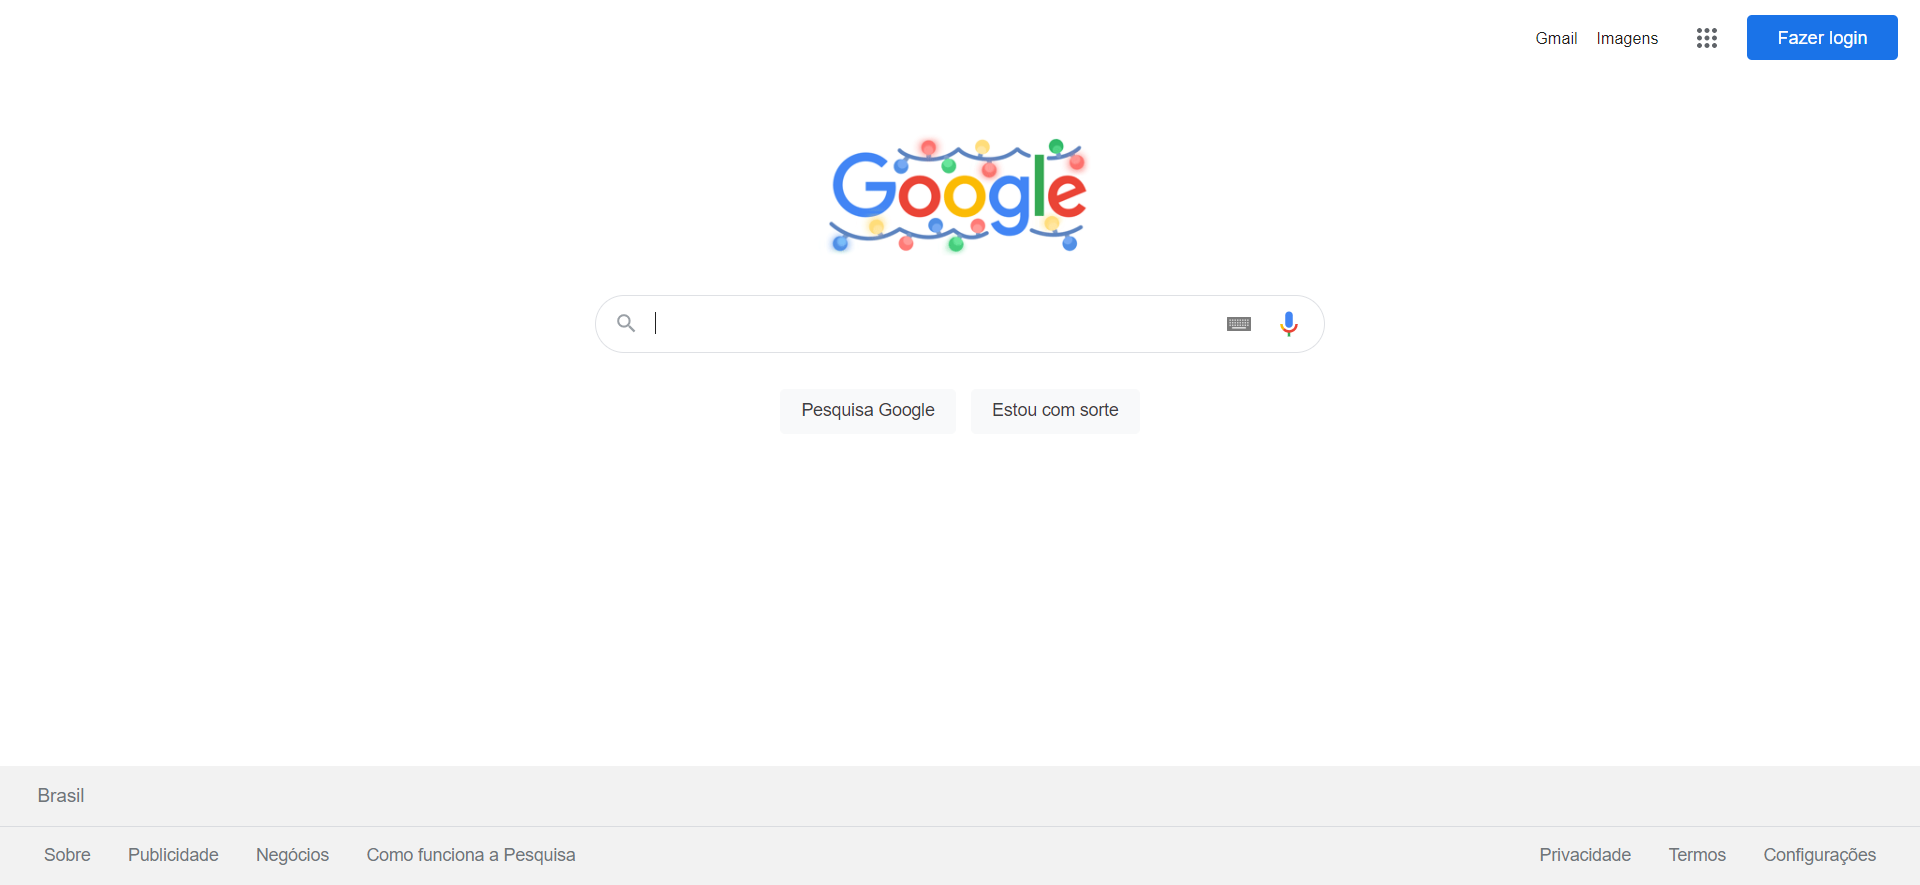 Gmail Imagens Fazer login
Google
Pesquisa Google Estou com sorte
Brasil
Sobre Publicidade Negócios Como funciona a Pesquisa Privacidade Termos Configurações